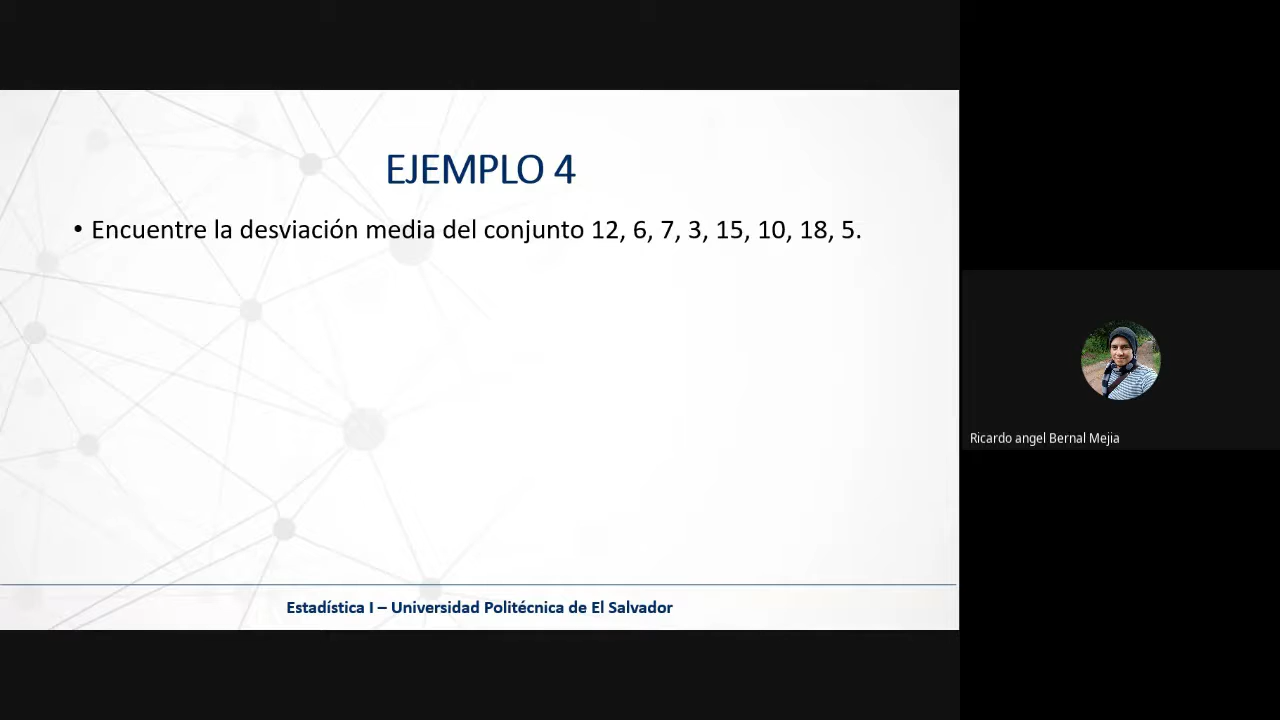 EJEMPLO 4
• Encuentre la desviación media del conjunto 12, 6, 7, 3, 15, 10, 18, 5.
Estadística I – Universidad Politécnica de El Salvador
Ricardo angel Bernal Mejia